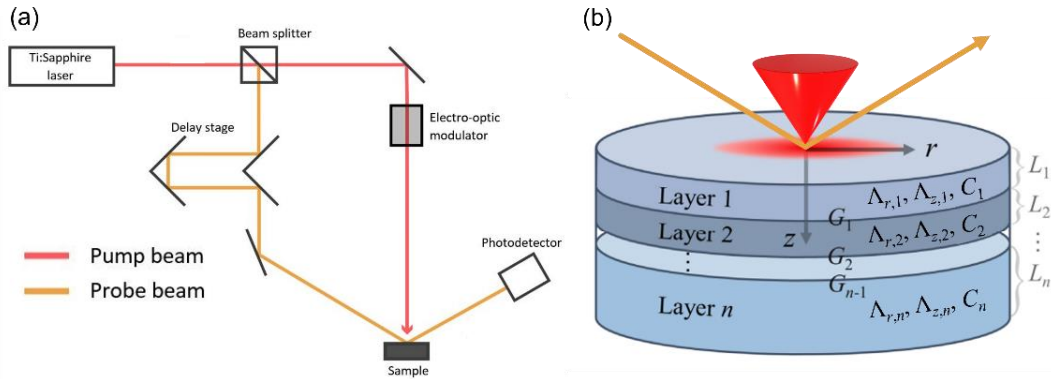 (a)
Beam splitter
Ti:Sapphire
laser
Delay stage
Electro-optic
modulator
Pump beam
Probe beam
Photodetector
Sample
(b)
r
z
Layer 1
Λr,1, Λz,1, C1
L1
G1
Layer 2
Λr,2, Λz,2, C2
L2
G2
⋮
⋮
Gn-1
Layer n
Λr,n, Λz,n, Cn
Ln